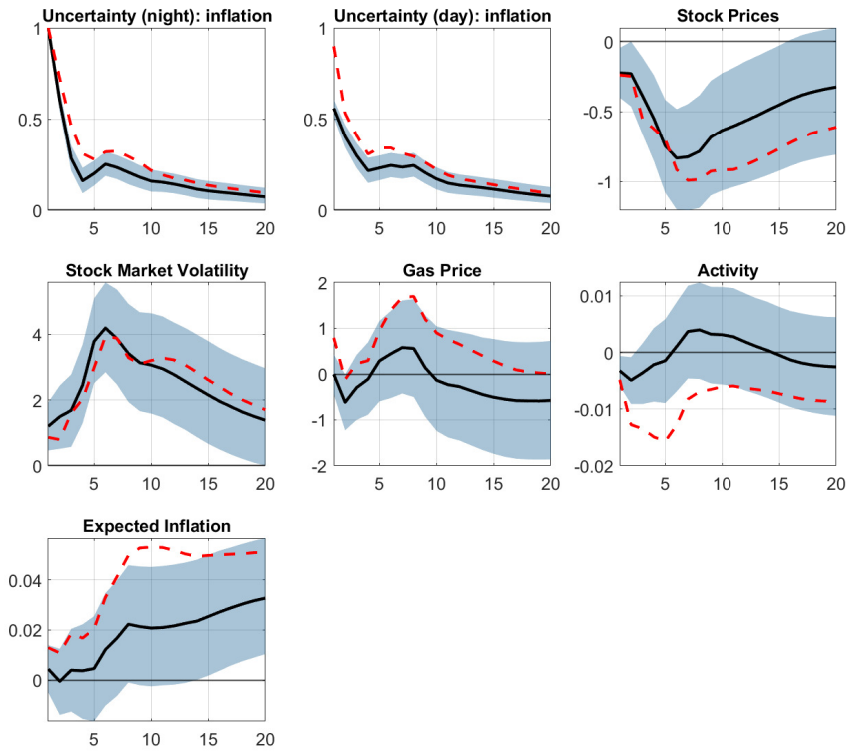 Uncertainty (night): inflation
1
0.5
0
5 10 15 20
Uncertainty (day): inflation
1
0.5
0
5 10 15 20
Stock Prices
0
-0.5
-1
5 10 15 20
Stock Market Volatility
4
2
0
5 10 15 20
Gas Price
2
1
0
-1
-2
5 10 15 20
Activity
0.01
0
-0.01
-0.02
5 10 15 20
Expected Inflation
0.04
0.02
0
5 10 15 20